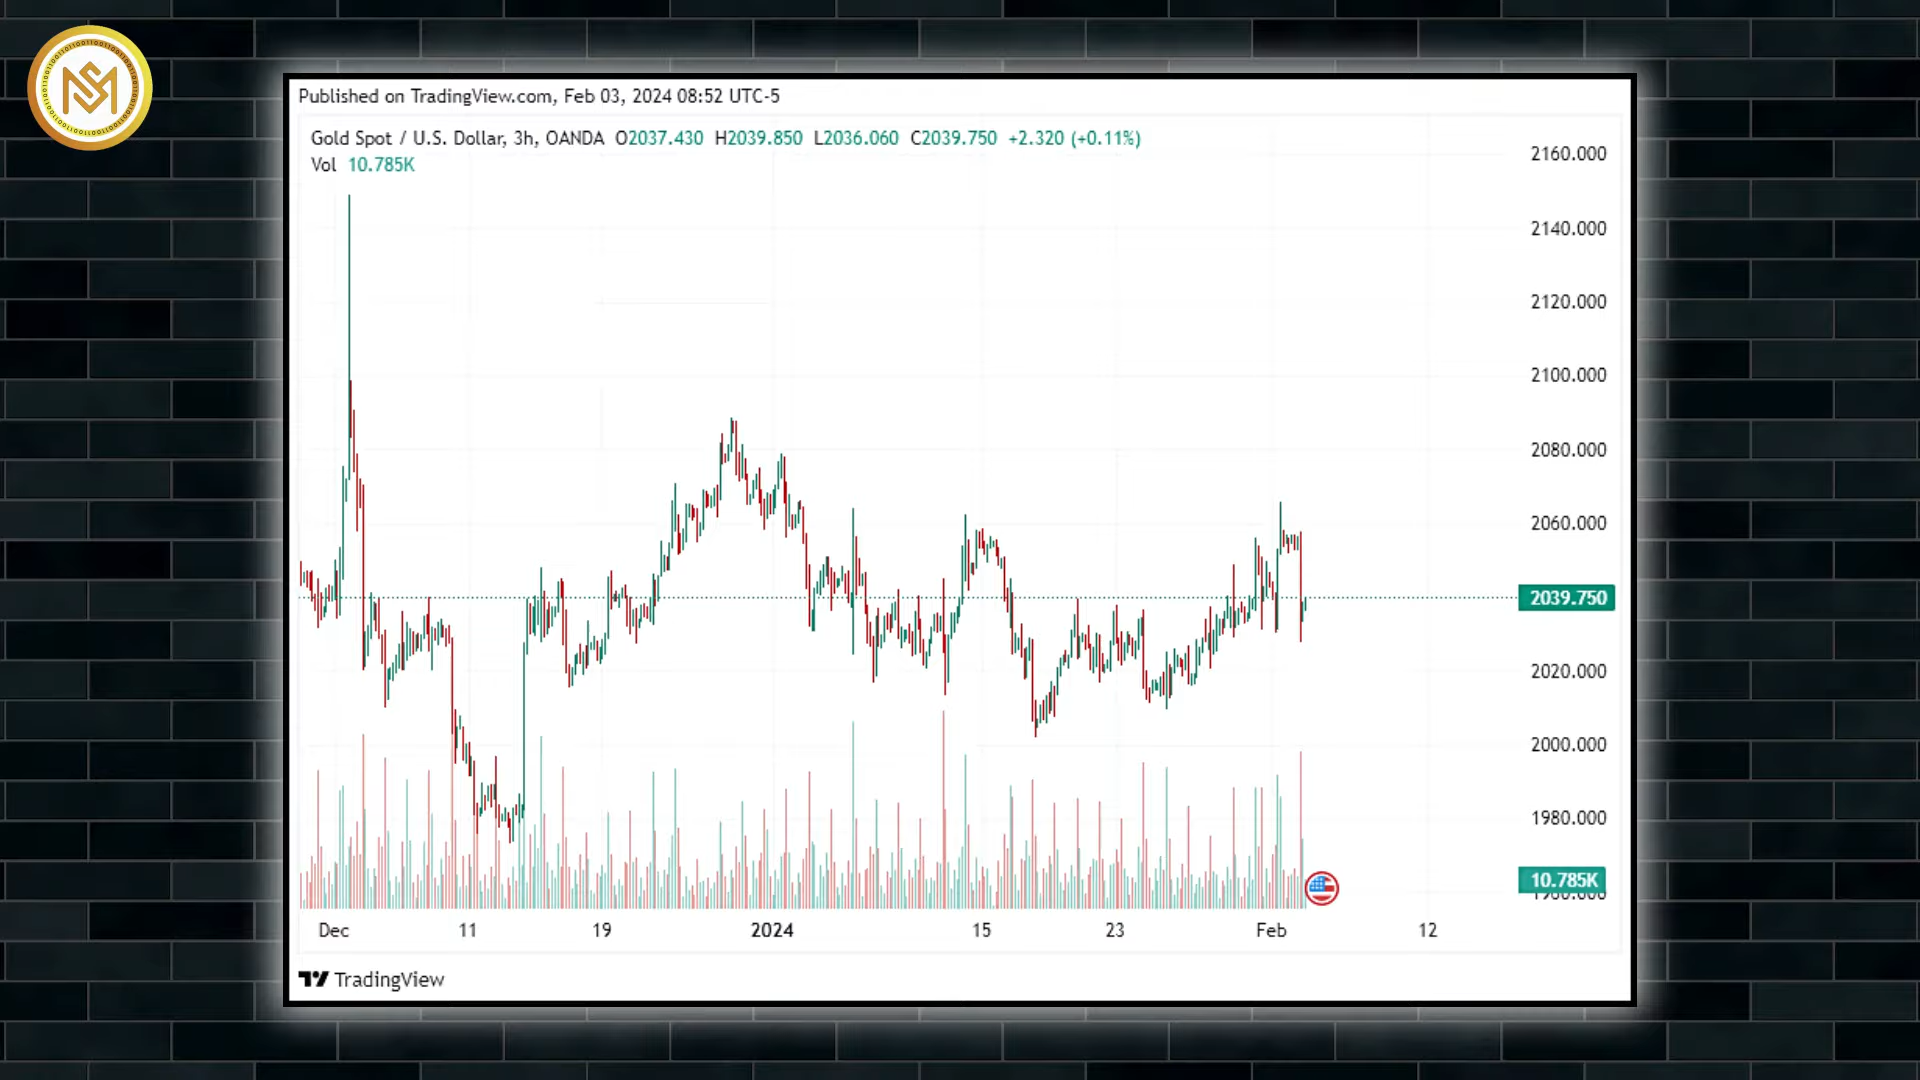 Published on TradingView.com, Feb 03, 2024 08:52 UTC-5
Gold Spot / U.S. Dollar, 3h, OANDA O2037.430 H2039.850 L2036.060 C2039.750 +2.320 (+0.11%)
Vol 10.785K
2160.000
2140.000
2120.000
2100.000
2080.000
2060.000
2039.750
2020.000
2000.000
1980.000
10.785K
Dec 11 19 2024 15 23 Feb 12
TradingView